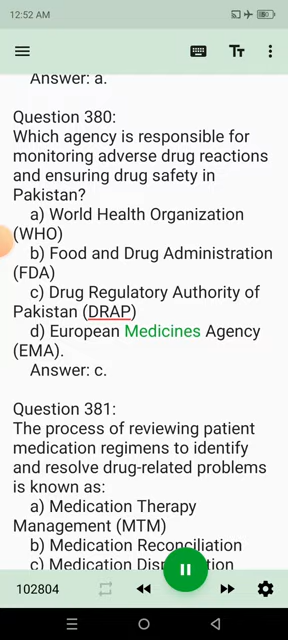 12:52 AM
Answer: a.
Question 380:
Which agency is responsible for
monitoring adverse drug reactions
and ensuring drug safety in
Pakistan?
a) World Health Organization
(WHO)
b) Food and Drug Administration
(FDA)
c) Drug Regulatory Authority of
Pakistan (DRAP)
d) European Medicines Agency
(EMA).
Answer: c.
Question 381:
The process of reviewing patient
medication regimens to identify
and resolve drug-related problems
is known as:
a) Medication Therapy
Management (MTM)
b) Medication Reconciliation
c) Medication
102804